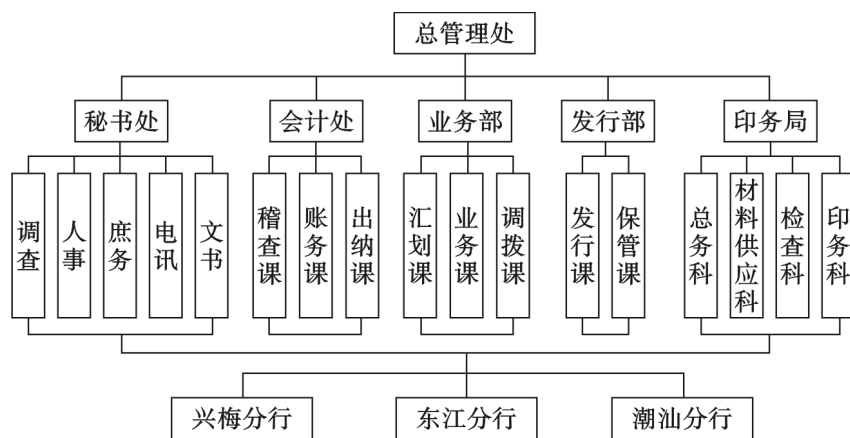 总管理处
秘书处
会计处
业务部
发行部
印务局
调查
人事
庶务
电讯
文书
稽查课
账务课
出纳课
汇划课
业务课
调拨课
发行课
保管课
总务科
材料供应科
检查科
印务科
兴梅分行
东江分行
潮汕分行